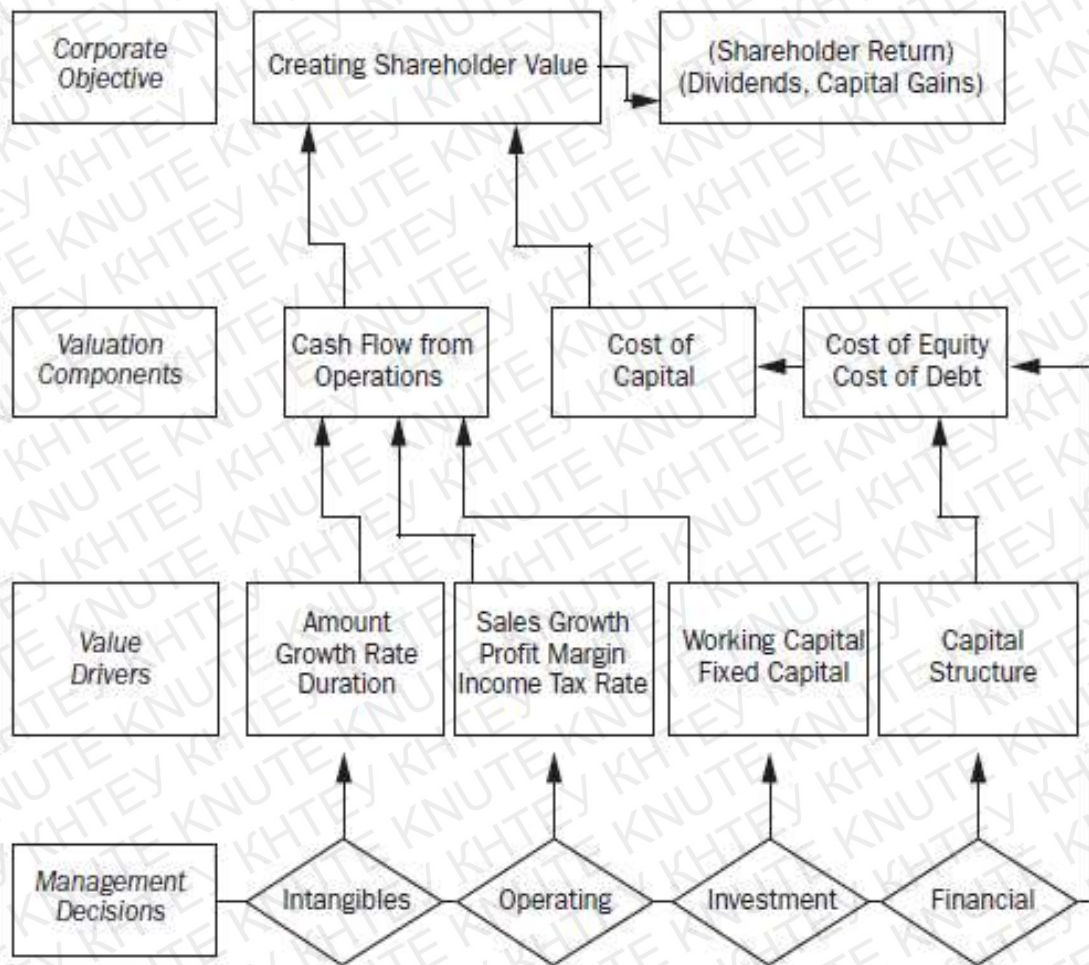 Corporate
Objective
Creating Shareholder Value
(Shareholder Return)
(Dividends, Capital Gains)
Valuation
Components
Cash Flow from
Operations
Cost of
Capital
Cost of Equity
Cost of Debt
Value
Drivers
Amount
Growth Rate
Duration
Sales Growth
Profit Margin
Income Tax Rate
Working Capital
Fixed Capital
Capital
Structure
Management
Decisions
Intangibles
Operating
Investment
Financial
KNUTE КНТЕУ